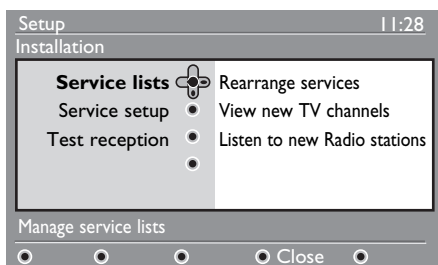 Setup 11:28
Installation
Service lists Rearrange services
Service setup View new TV channels
Test reception Listen to new Radio stations
Manage service lists
Close